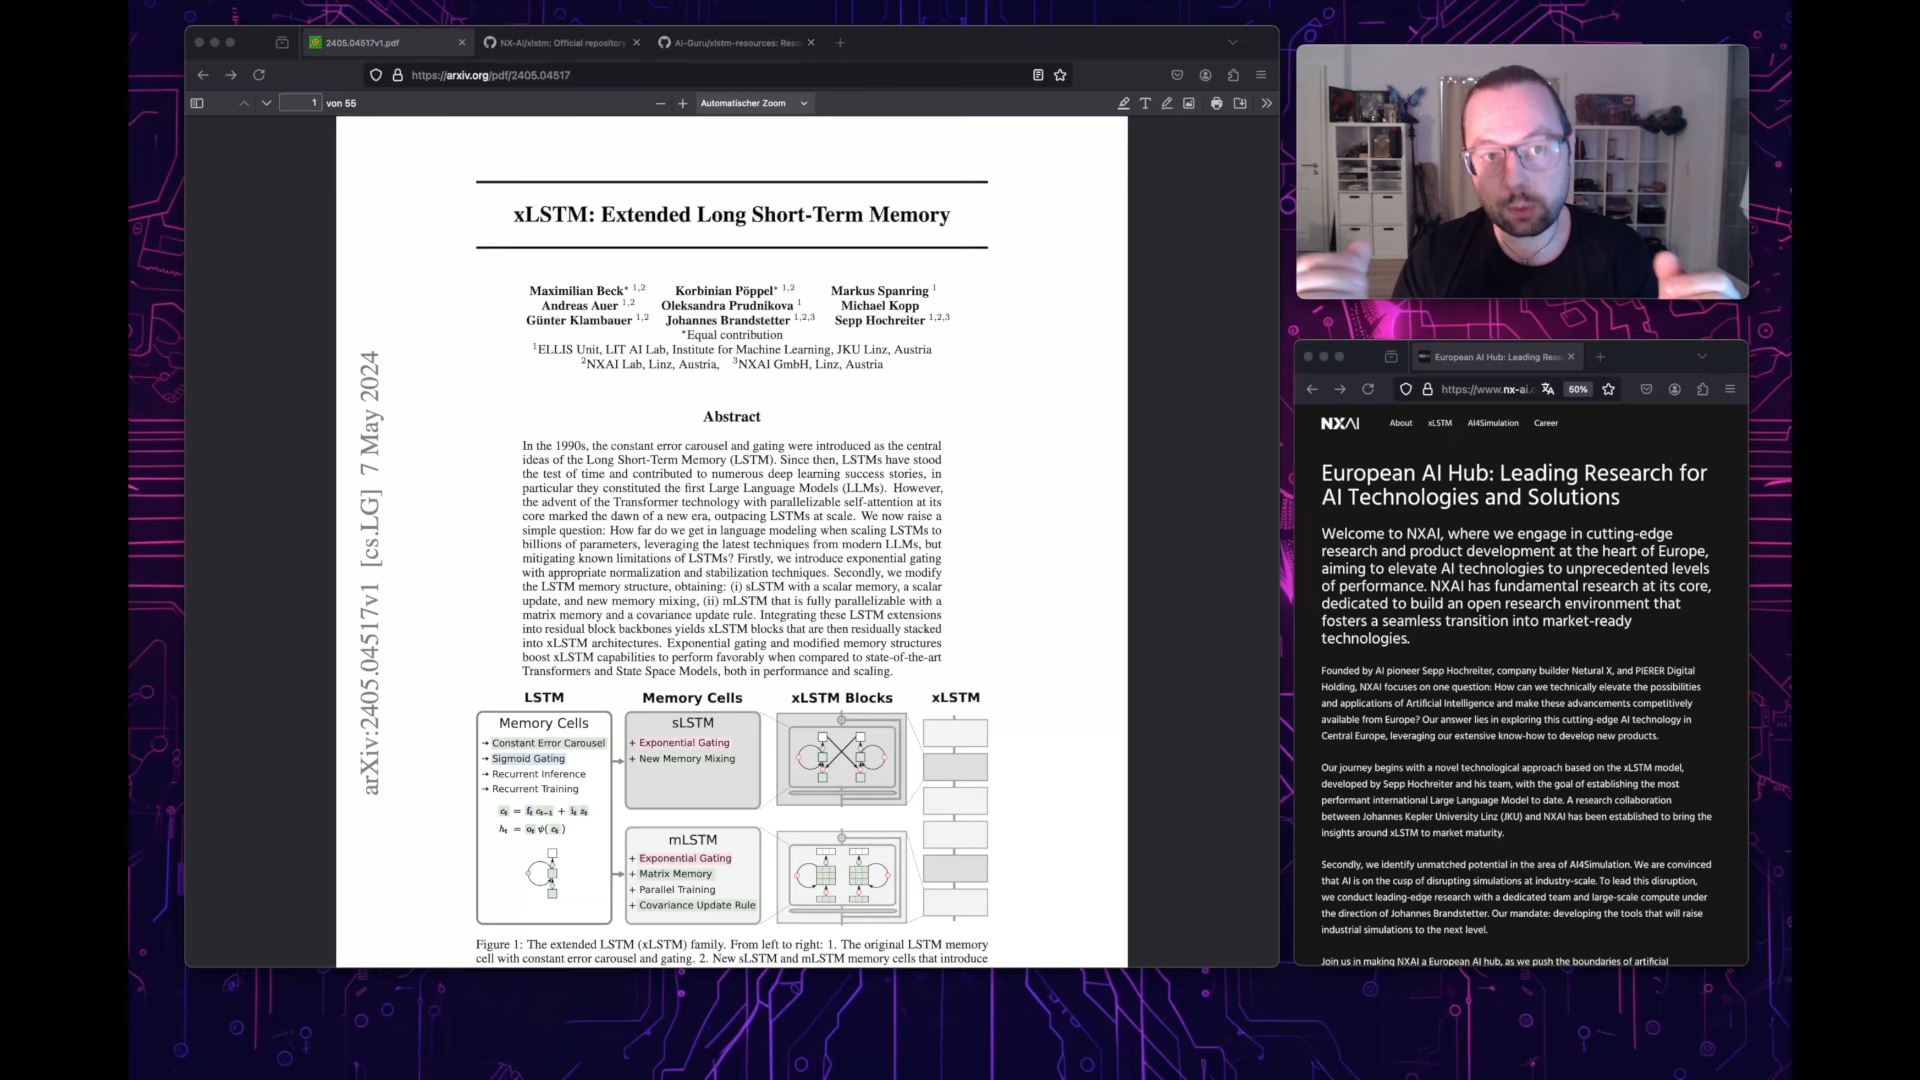 2405.04517v1.pdf
NX-AI/xlstm: Official repository
AI-Guru/xlstm-resources: Reso
https://arxiv.org/pdf/2405.04517
1 von 55
Automatischer Zoom
arXiv:2405.04517v1 [cs.LG] 7 May 2024
xLSTM: Extended Long Short-Term Memory
Maximilian Beck* 1,2 Korbinian Pöppel* 1,2 Markus Spanring 1
Andreas Auer 1,2 Oleksandra Prudnikova 1 Michael Kopp
Günter Klambauer 1,2 Johannes Brandstetter 1,2,3 Sepp Hochreiter 1,2,3
*Equal contribution
1ELLIS Unit, LIT AI Lab, Institute for Machine Learning, JKU Linz, Austria
2NXAI Lab, Linz, Austria, 3NXAI GmbH, Linz, Austria
Abstract
In the 1990s, the constant error carousel and gating were introduced as the central
ideas of the Long Short-Term Memory (LSTM). Since then, LSTMs have stood
the test of time and contributed to numerous deep learning success stories, in
particular they constituted the first Large Language Models (LLMs). However,
the advent of the Transformer technology with parallelizable self-attention at its
core marked the dawn of a new era, outpacing LSTMs at scale. We now raise a
simple question: How far do we get in language modeling when scaling LSTMs to
billions of parameters, leveraging the latest techniques from modern LLMs, but
mitigating known limitations of LSTMs? Firstly, we introduce exponential gating
with appropriate normalization and stabilization techniques. Secondly, we modify
the LSTM memory structure, obtaining: (i) sLSTM with a scalar memory, a scalar
update, and new memory mixing, (ii) mLSTM that is fully parallelizable with a
matrix memory and a covariance update rule. Integrating these LSTM extensions
into residual block backbones yields xLSTM blocks that are then residually stacked
into xLSTM architectures. Exponential gating and modified memory structures
boost xLSTM capabilities to perform favorably when compared to state-of-the-art
Transformers and State Space Models, both in performance and scaling.
LSTM
Memory Cells
xLSTM Blocks
xLSTM
Memory Cells
→ Constant Error Carousel
→ Sigmoid Gating
→ Recurrent Inference
→ Recurrent Training
c_t = f_t c_{t-1} + i_t z_t
h_t = o_t ψ( c_t )
sLSTM
+ Exponential Gating
+ New Memory Mixing
mLSTM
+ Exponential Gating
+ Matrix Memory
+ Parallel Training
+ Covariance Update Rule
Figure 1: The extended LSTM (xLSTM) family. From left to right: 1. The original LSTM memory
cell with constant error carousel and gating. 2. New sLSTM and mLSTM memory cells that introduce
European AI Hub: Leading Rese
https://www.nx-ai.c
50%
NXAI
About xLSTM AI4Simulation Career
European AI Hub: Leading Research for
AI Technologies and Solutions
Welcome to NXAI, where we engage in cutting-edge
research and product development at the heart of Europe,
aiming to elevate AI technologies to unprecedented levels
of performance. NXAI has fundamental research at its core,
dedicated to build an open research environment that
fosters a seamless transition into market-ready
technologies.
Founded by AI pioneer Sepp Hochreiter, company builder Netural X, and PIERER Digital
Holding, NXAI focuses on one question: How can we technically elevate the possibilities
and applications of Artificial Intelligence and make these advancements competitively
available from Europe? Our answer lies in exploring this cutting-edge AI technology in
Central Europe, leveraging our extensive know-how to develop new products.
Our journey begins with a novel technological approach based on the xLSTM model,
developed by Sepp Hochreiter and his team, with the goal of establishing the most
performant international Large Language Model to date. A research collaboration
between Johannes Kepler University Linz (JKU) and NXAI has been established to bring the
insights around xLSTM to market maturity.
Secondly, we identify unmatched potential in the area of AI4Simulation. We are convinced
that AI is on the cusp of disrupting simulations at industry-scale. To lead this disruption,
we conduct leading-edge research with a dedicated team and large-scale compute under
the direction of Johannes Brandstetter. Our mandate: developing the tools that will raise
industrial simulations to the next level.
Join us in making NXAI a European AI hub, as we push the boundaries of artificial